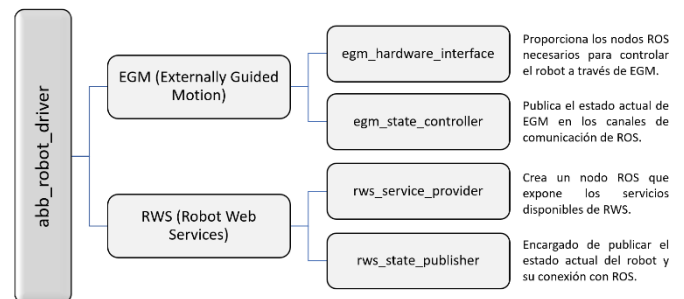 abb_robot_driver
EGM (Externally Guided
Motion)
egm_hardware_interface
Proporciona los nodos ROS
necesarios para controlar
el robot a través de EGM.
egm_state_controller
Publica el estado actual de
EGM en los canales de
comunicación de ROS.
RWS (Robot Web
Services)
rws_service_provider
Crea un nodo ROS que
expone los servicios
disponibles de RWS.
rws_state_publisher
Encargado de publicar el
estado actual del robot y
su conexión con ROS.